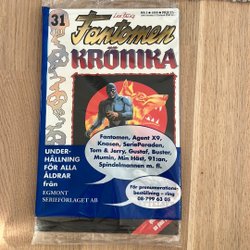 31
Lee Falks
Fantomen
KRÖNIKA
Fantomen, Agent X9,
Knasen, SerieParaden,
Tom & Jerry, Gustaf, Buster,
Mumin, Min Häst, 91:an,
Spindelmannen m. fl.
UNDER-
HÅLLNING
FÖR ALLA
ÅLDRAR
från
EGMONT
SERIEFÖRLAGET AB
För prenumerations-
beställning – ring
08-799 63 05